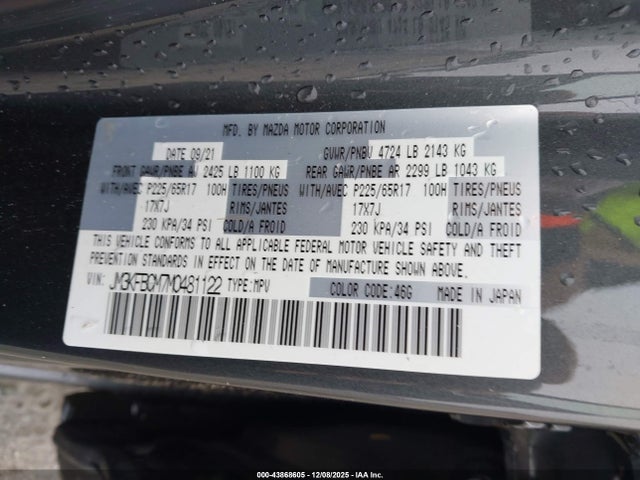 MFD. BY MAZDA MOTOR CORPORATION
DATE 09/21 GVWR/PNBV 4724 LB 2143 KG
FRONT GAWR/PNBE AV 2425 LB 1100 KG REAR GAWR/PNBE AR 2299 LB 1043 KG
WITH/AVEC P225/65R17 100H TIRES/PNEUS WITH/AVEC P225/65R17 100H TIRES/PNEUS
17X7J RIMS/JANTES 17X7J RIMS/JANTES
230 KPA/34 PSI COLD/A FROID 230 KPA/34 PSI COLD/A FROID
THIS VEHICLE CONFORMS TO ALL APPLICABLE FEDERAL MOTOR VEHICLE SAFETY AND THEFT
PREVENTION STANDARDS IN EFFECT ON THE DATE OF MANUFACTURE SHOWN ABOVE.
VIN: JM3KFBCM7M0481122 TYPE:MPV COLOR CODE:46G MADE IN JAPAN
000-43868605 - 12/08/2025 - IAA Inc.